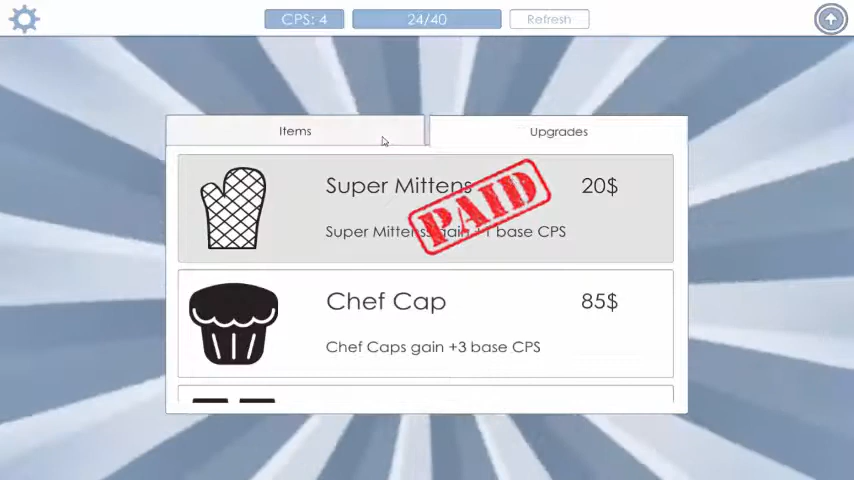 CPS: 4
24/40
Refresh
Items
Upgrades
Super Mittens
20$
PAID
Super Mittens gain +1 base CPS
Chef Cap
85$
Chef Caps gain +3 base CPS